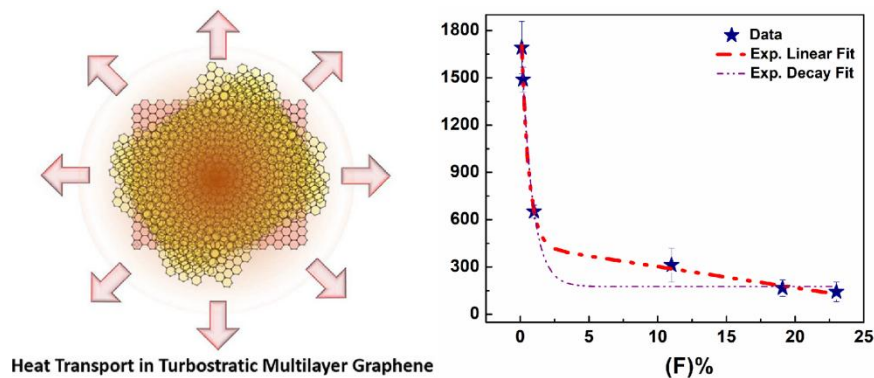 Heat Transport in Turbostratic Multilayer Graphene
1800
1500
1200
900
600
300
0
Data
Exp. Linear Fit
Exp. Decay Fit
0
5
10
15
20
25
(F)%